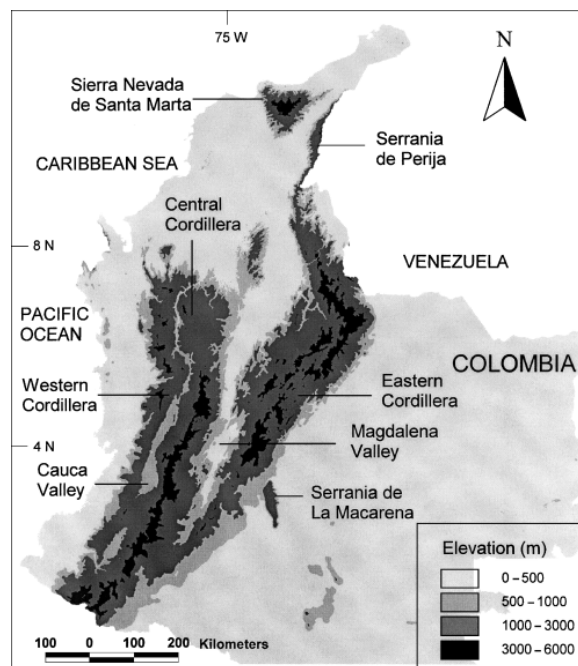 75 W
N
Sierra Nevada
de Santa Marta
Serrania
de Perija
CARIBBEAN SEA
Central
Cordillera
8 N
VENEZUELA
PACIFIC
OCEAN
COLOMBIA
Western
Cordillera
Eastern
Cordillera
Magdalena
Valley
4 N
Cauca
Valley
Serrania de
La Macarena
Elevation (m)
0 – 500
500 – 1000
1000 – 3000
3000 – 6000
100 0 100 200 Kilometers